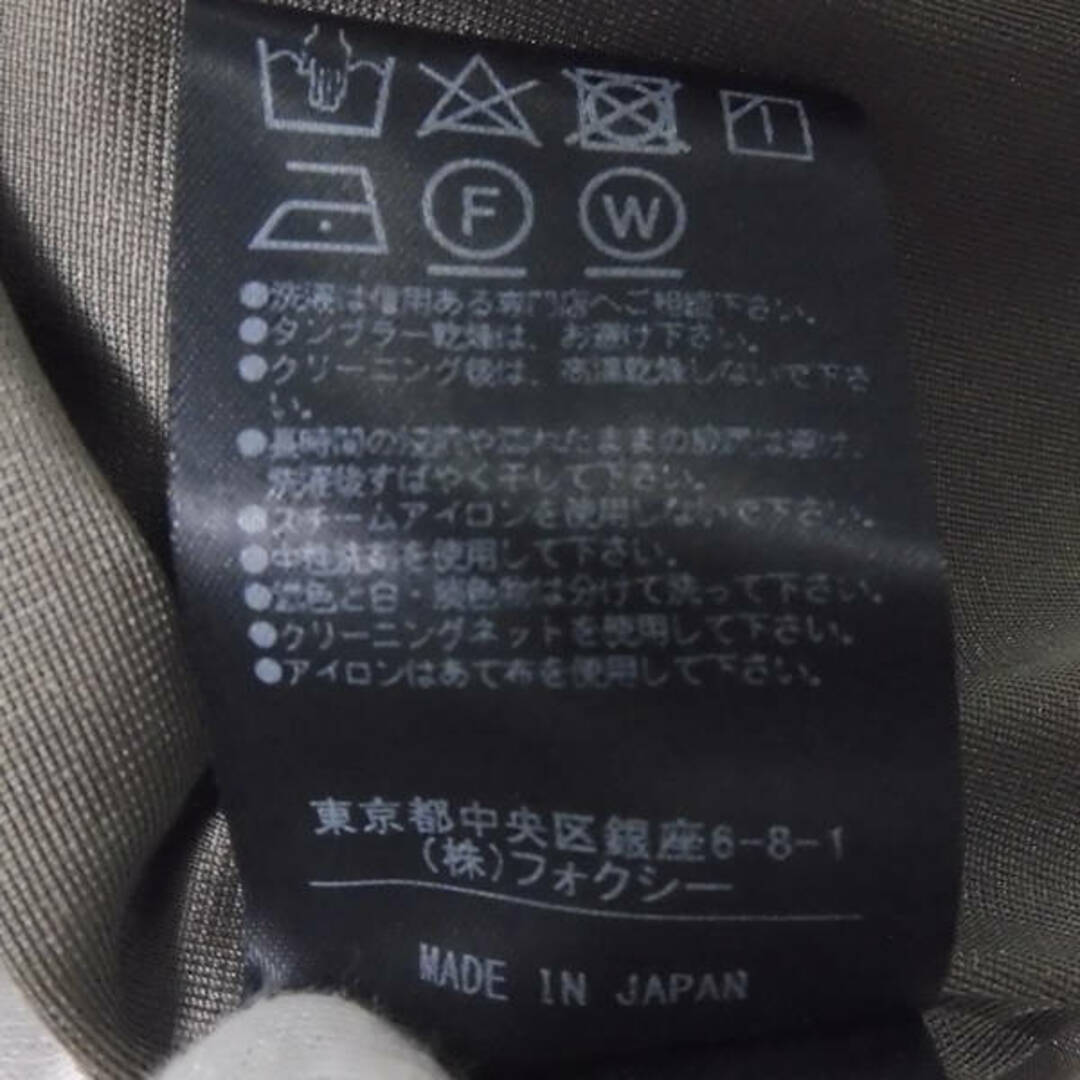 F W
●洗濯は信用ある専門店へご相談下さい。
●タンブラー乾燥は、お避け下さい。
●クリーニング後は、高温乾燥しないで下さ
い。
●長時間の浸漬や濡れたままの放置は避け、
洗濯後すばやく干して下さい。
●スチームアイロンを使用しないで下さい。
●中性洗剤を使用して下さい。
●濃色と白・淡色物は分けて洗って下さい。
●クリーニングネットを使用して下さい。
●アイロンはあて布を使用して下さい。
東京都中央区銀座6-8-1
(株)フォクシー
MADE IN JAPAN